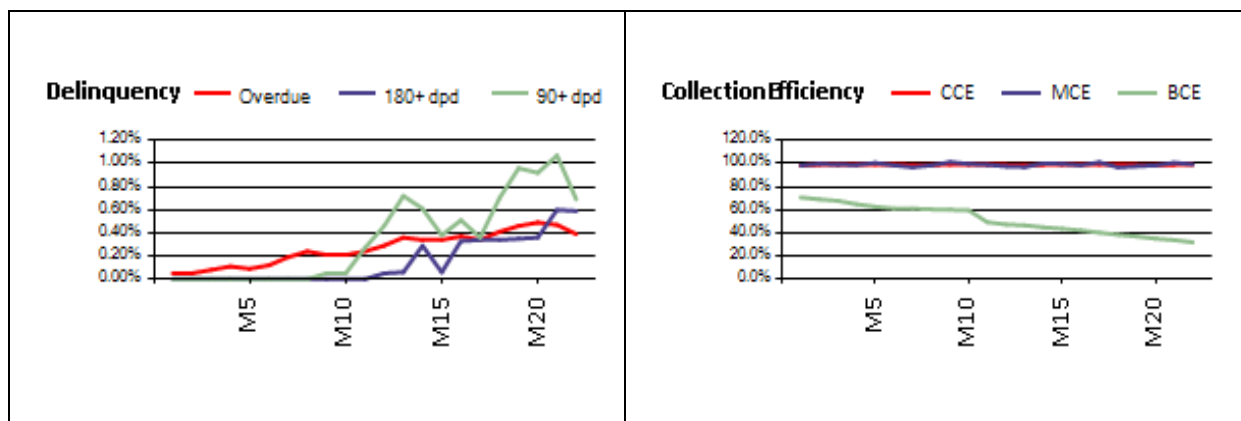 Delinquency Overdue 180+ dpd 90+ dpd
1.20%
1.00%
0.80%
0.60%
0.40%
0.20%
0.00%
M5
M10
M15
M20
Collection Efficiency CCE MCE BCE
120.0%
100.0%
80.0%
60.0%
40.0%
20.0%
0.0%
M5
M10
M15
M20